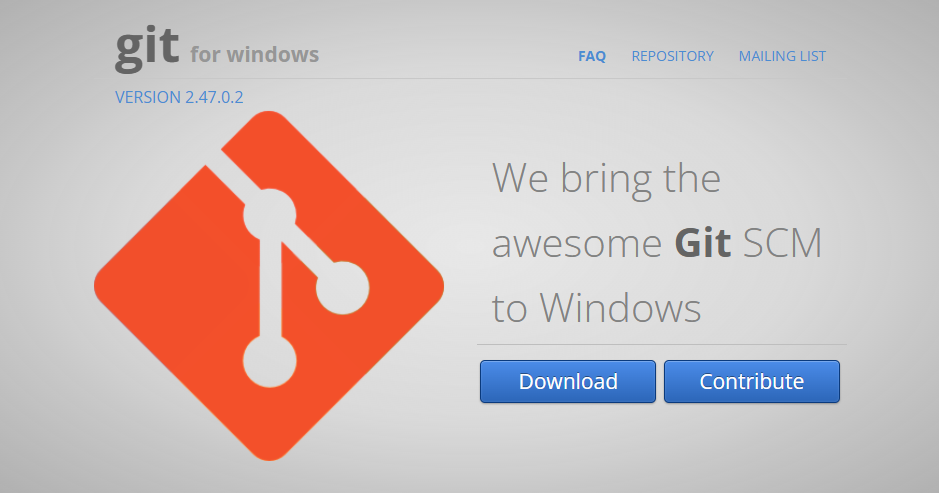 git for windows
FAQ REPOSITORY MAILING LIST
VERSION 2.47.0.2
We bring the
awesome Git SCM
to Windows
Download Contribute